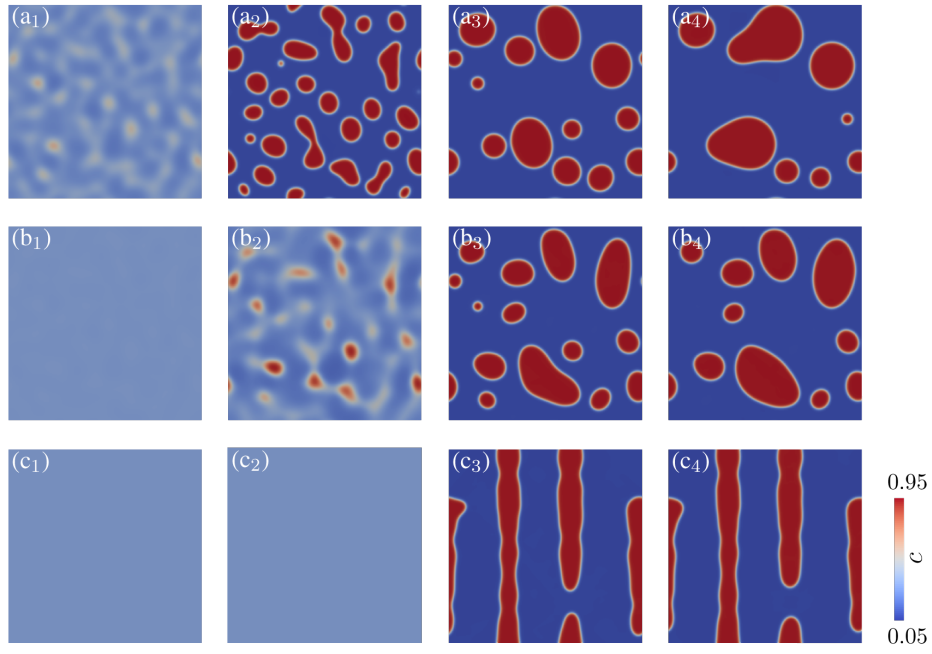 (a₁) (a₂) (a₃) (a₄)
(b₁) (b₂) (b₃) (b₄)
(c₁) (c₂) (c₃) (c₄)
0.95
c
0.05